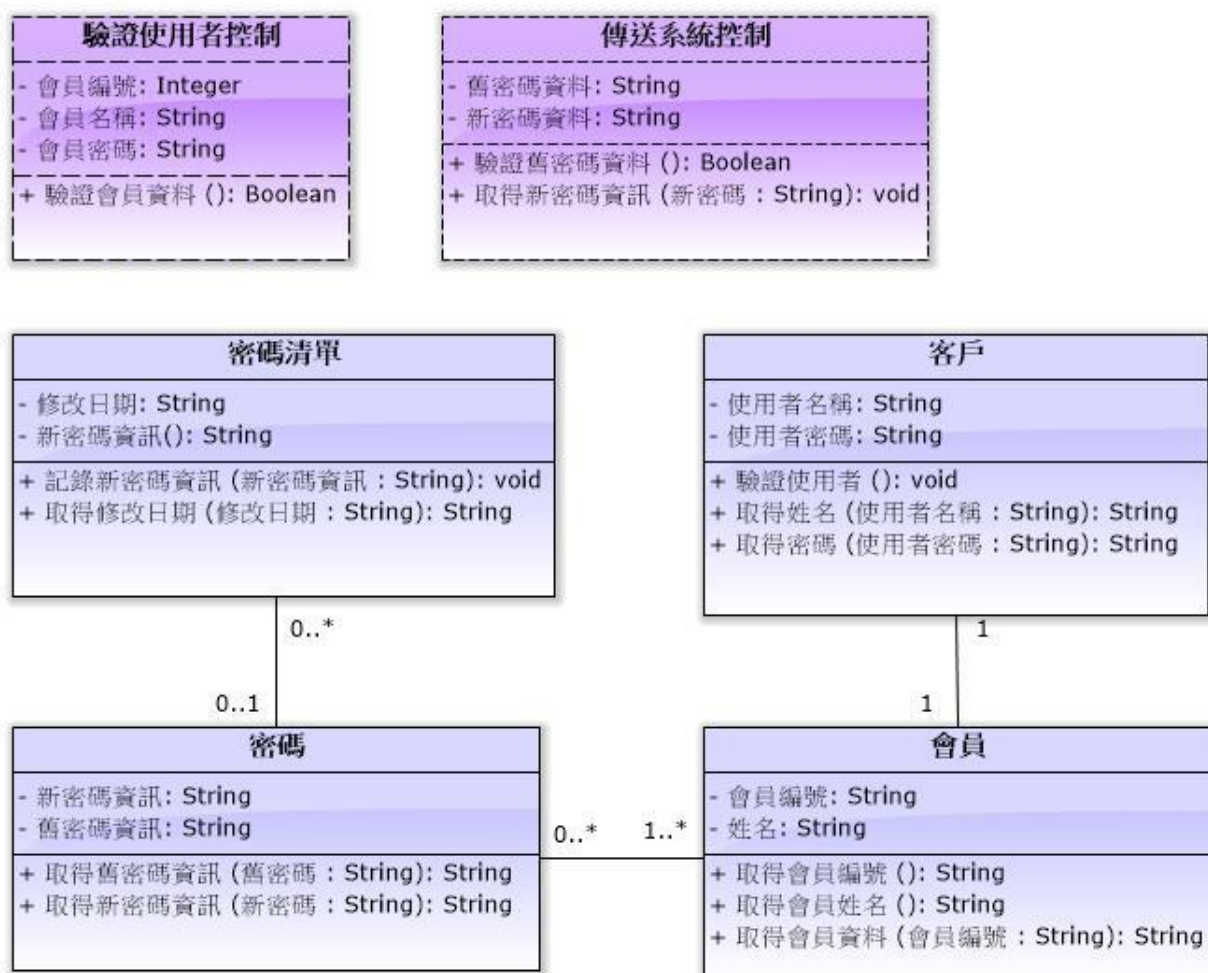 驗證使用者控制
- 會員編號: Integer
- 會員名稱: String
- 會員密碼: String
+ 驗證會員資料 (): Boolean
傳送系統控制
- 舊密碼資料: String
- 新密碼資料: String
+ 驗證舊密碼資料 (): Boolean
+ 取得新密碼資訊 (新密碼 : String): void
密碼清單
- 修改日期: String
- 新密碼資訊(): String
+ 記錄新密碼資訊 (新密碼資訊 : String): void
+ 取得修改日期 (修改日期 : String): String
客戶
- 使用者名稱: String
- 使用者密碼: String
+ 驗證使用者 (): void
+ 取得姓名 (使用者名稱 : String): String
+ 取得密碼 (使用者密碼 : String): String
0..*
0..1
1
1
密碼
- 新密碼資訊: String
- 舊密碼資訊: String
+ 取得舊密碼資訊 (舊密碼 : String): String
+ 取得新密碼資訊 (新密碼 : String): String
0..*
1..*
會員
- 會員編號: String
- 姓名: String
+ 取得會員編號 (): String
+ 取得會員姓名 (): String
+ 取得會員資料 (會員編號 : String): String